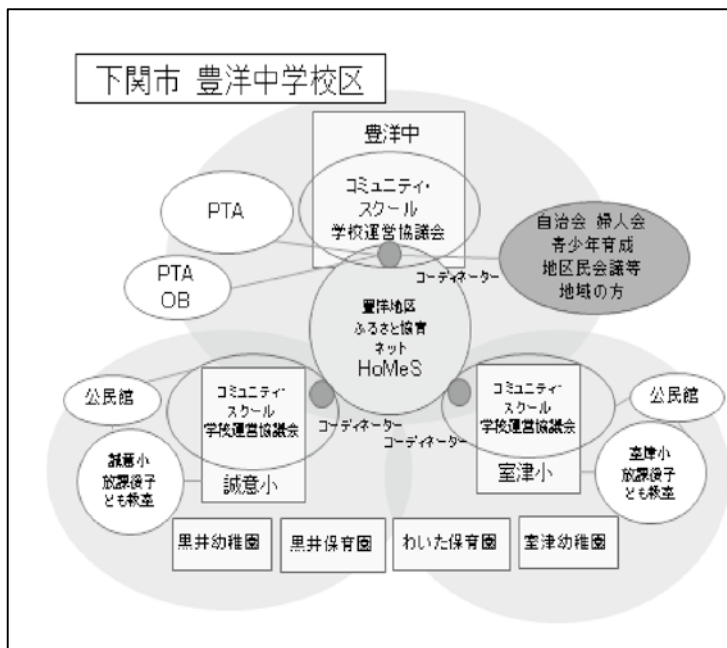 下関市 豊洋中学校区
豊洋中
コミュニティ・
スクール
学校運営協議会
PTA
PTA
OB
自治会 婦人会
青少年育成
地区民会議等
地域の方
コーディネーター
豊洋地区
ふるさと協育
ネット
HoMeS
公民館
コミュニティ・
スクール
学校運営協議会
コーディネーター
誠意小
放課後子
ども教室
誠意小
コミュニティ・
スクール
学校運営協議会
コーディネーター
室津小
公民館
室津小
放課後子
ども教室
黒井幼稚園
黒井保育園
わいた保育園
室津幼稚園